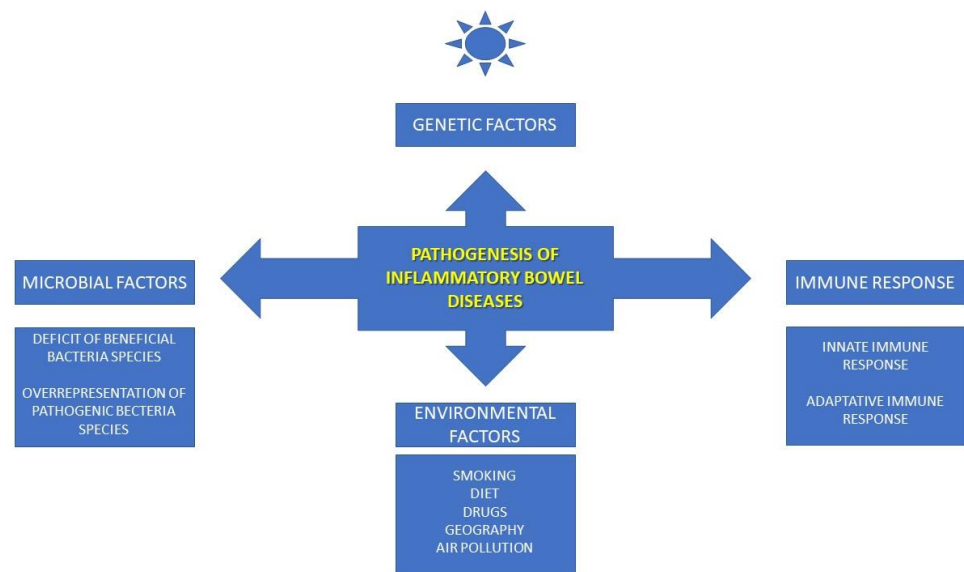 GENETIC FACTORS
PATHOGENESIS OF
INFLAMMATORY BOWEL
DISEASES
MICROBIAL FACTORS
DEFICIT OF BENEFICIAL
BACTERIA SPECIES
OVERREPRESENTATION OF
PATHOGENIC BECTERIA
SPECIES
IMMUNE RESPONSE
INNATE IMMUNE
RESPONSE
ADAPTATIVE IMMUNE
RESPONSE
ENVIRONMENTAL
FACTORS
SMOKING
DIET
DRUGS
GEOGRAPHY
AIR POLLUTION